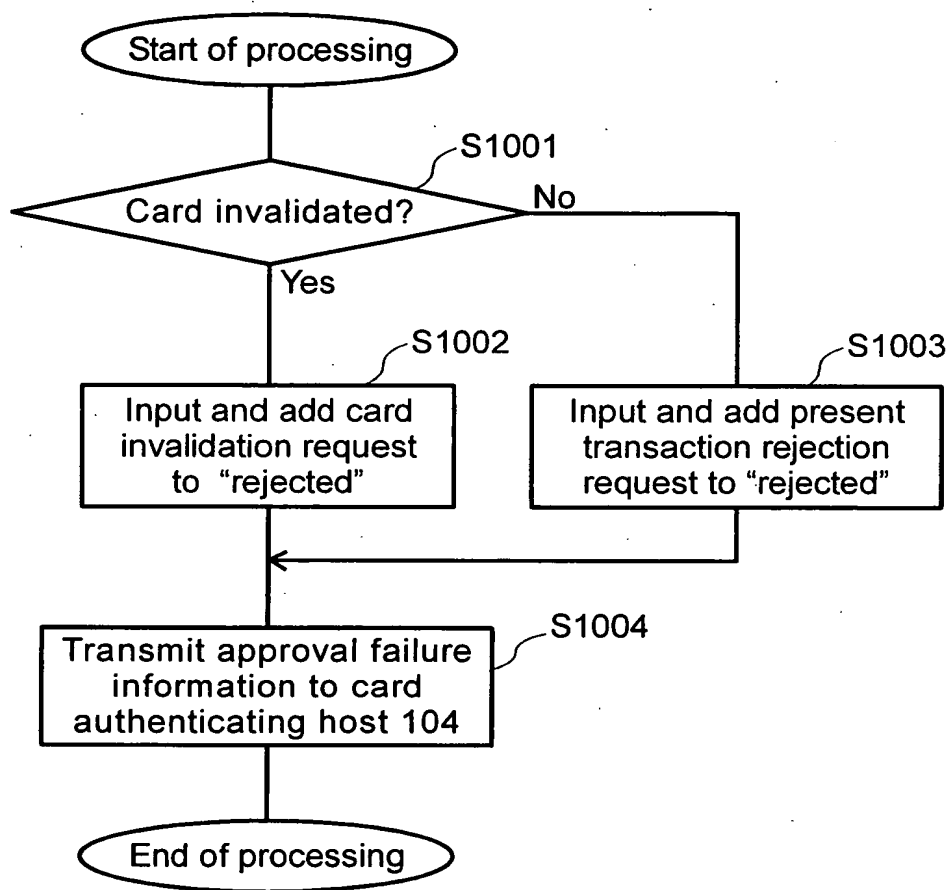 Start of processing
S1001
Card invalidated?
No
Yes
S1002
S1003
Input and add card
invalidation request
to “rejected”
Input and add present
transaction rejection
request to “rejected”
S1004
Transmit approval failure
information to card
authenticating host 104
End of processing